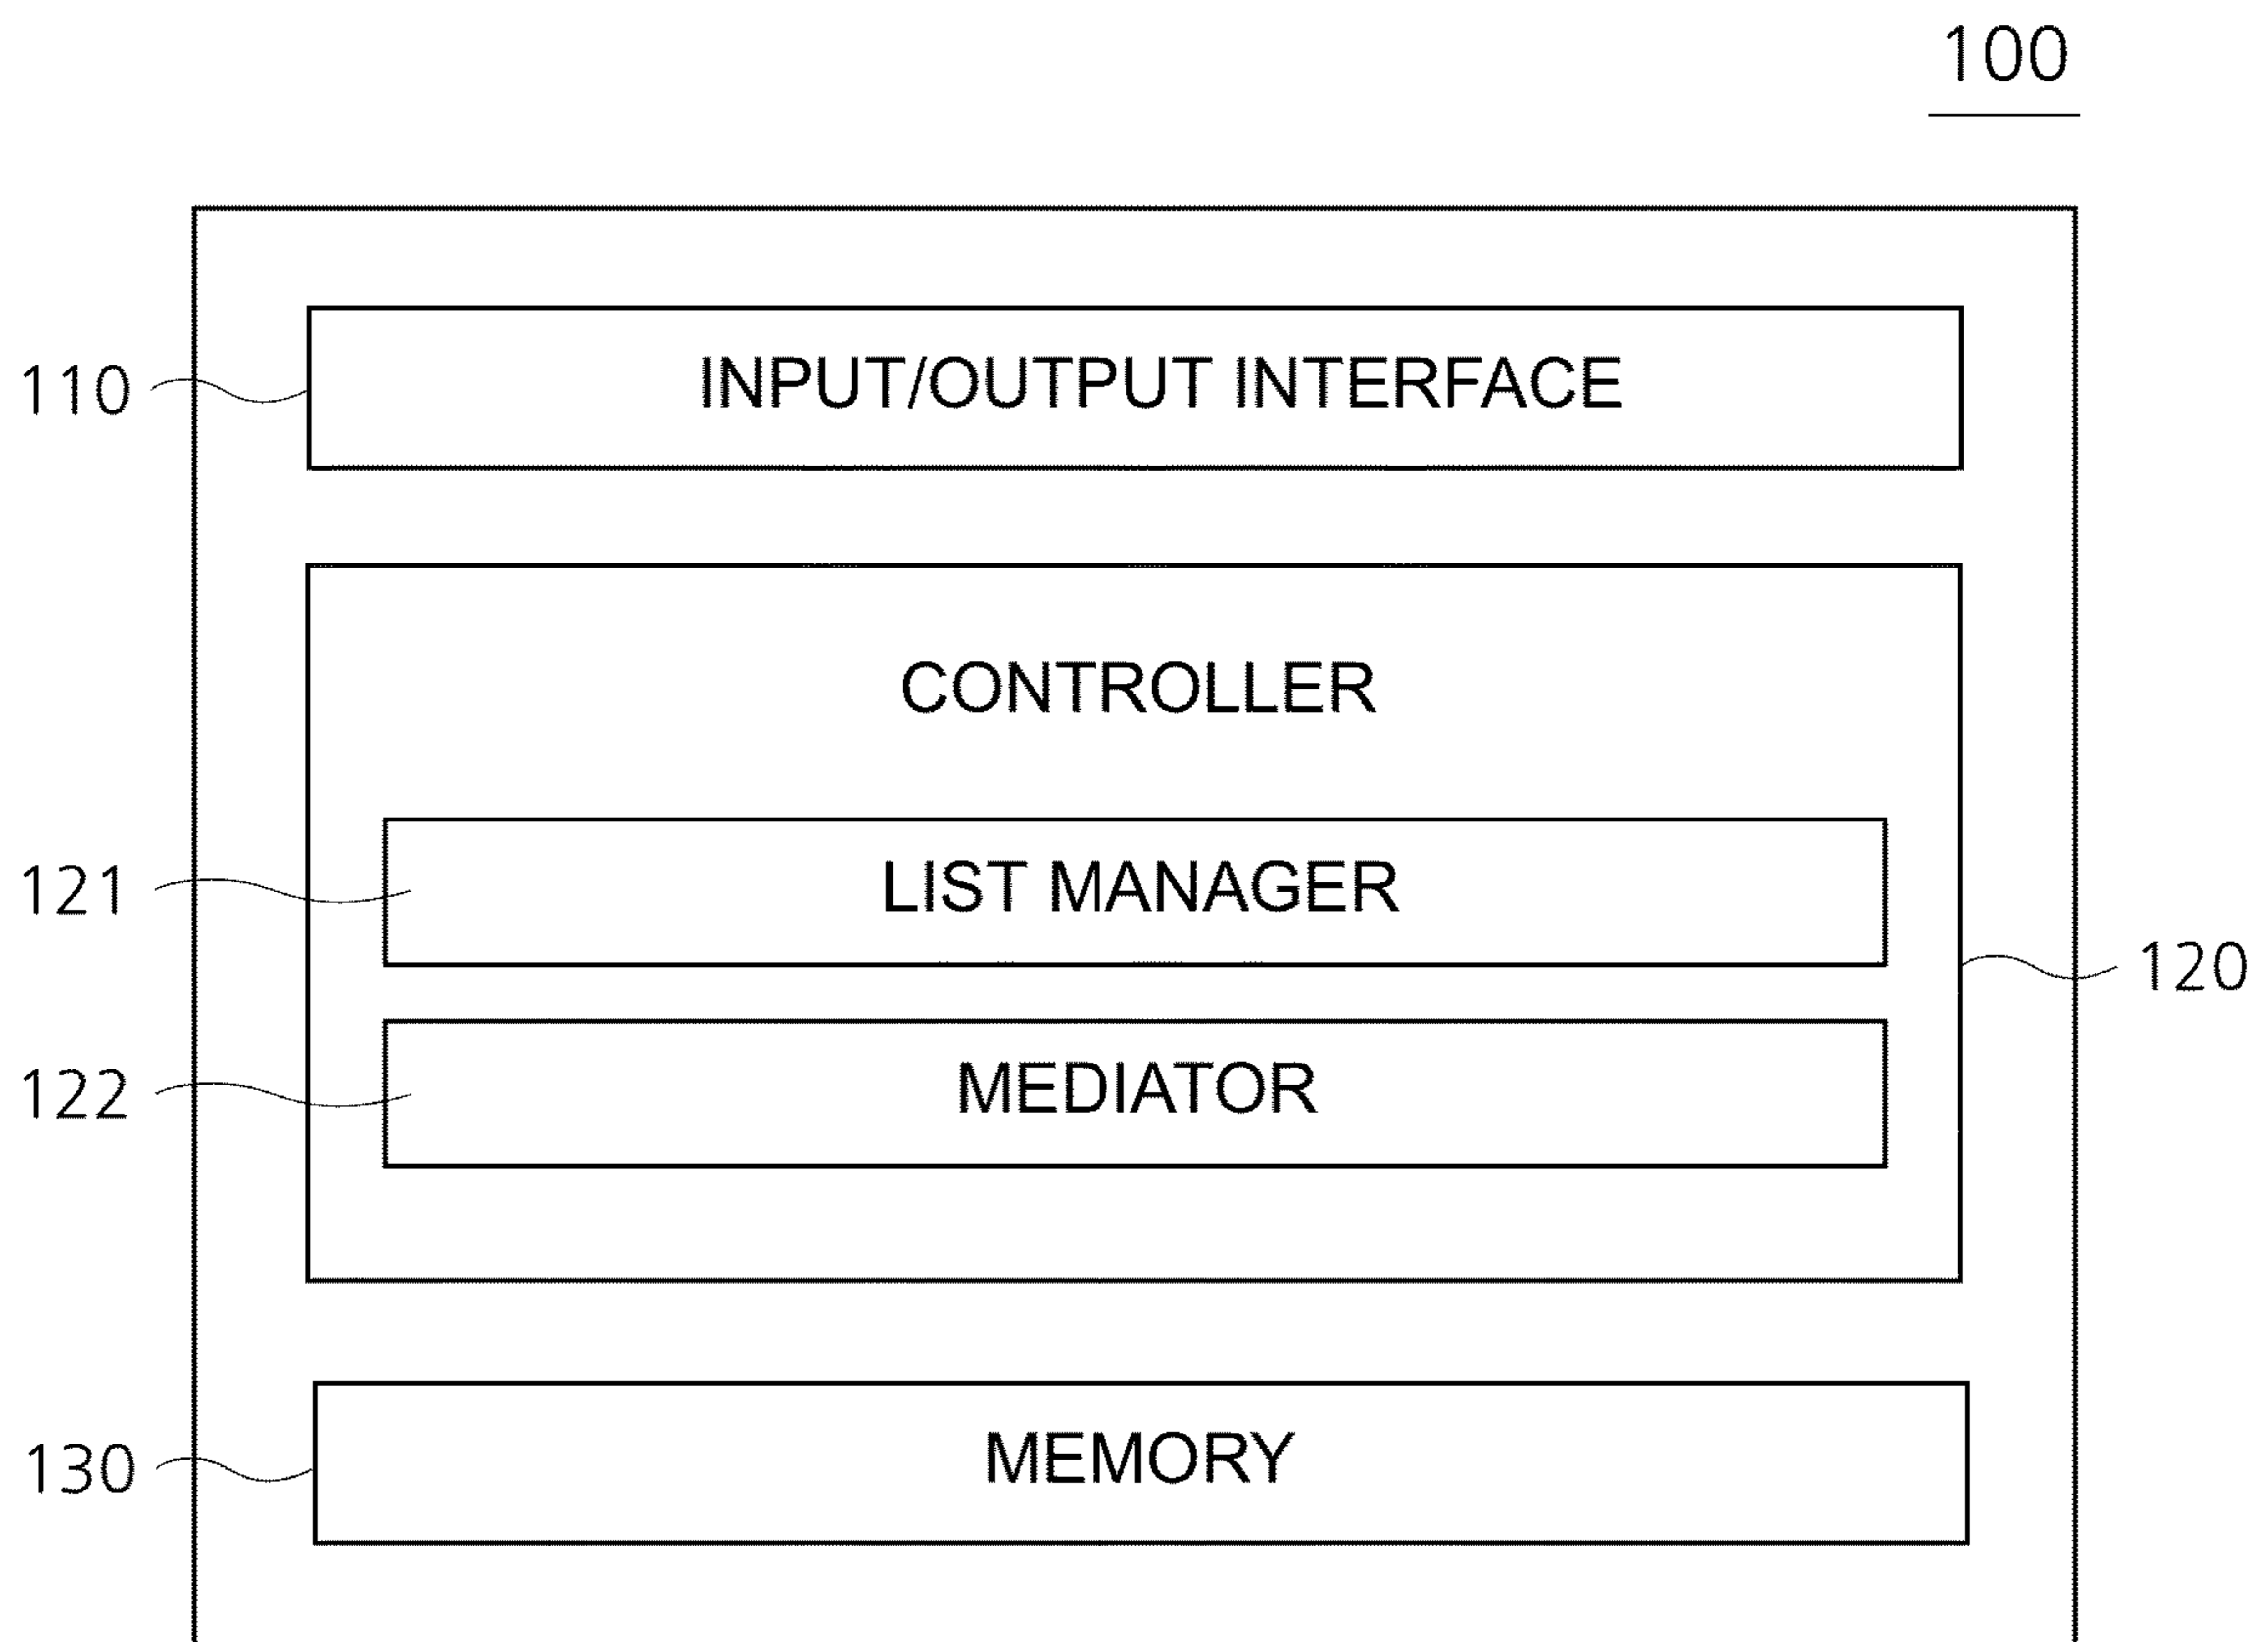 100
110
INPUT/OUTPUT INTERFACE
CONTROLLER
121
LIST MANAGER
120
122
MEDIATOR
130
MEMORY